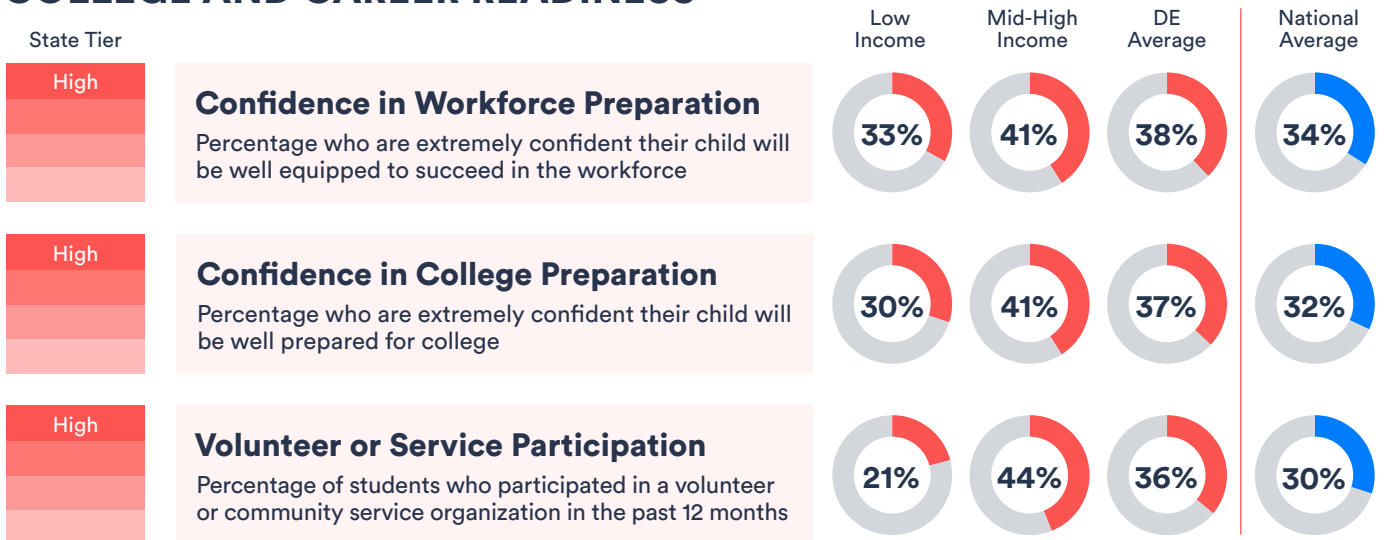 COLLEGE AND CAREER READINESS
State Tier
Low
Income
Mid-High
Income
DE
Average
National
Average
High
Confidence in Workforce Preparation
Percentage who are extremely confident their child will
be well equipped to succeed in the workforce
33%
41%
38%
34%
High
Confidence in College Preparation
Percentage who are extremely confident their child will
be well prepared for college
30%
41%
37%
32%
High
Volunteer or Service Participation
Percentage of students who participated in a volunteer
or community service organization in the past 12 months
21%
44%
36%
30%